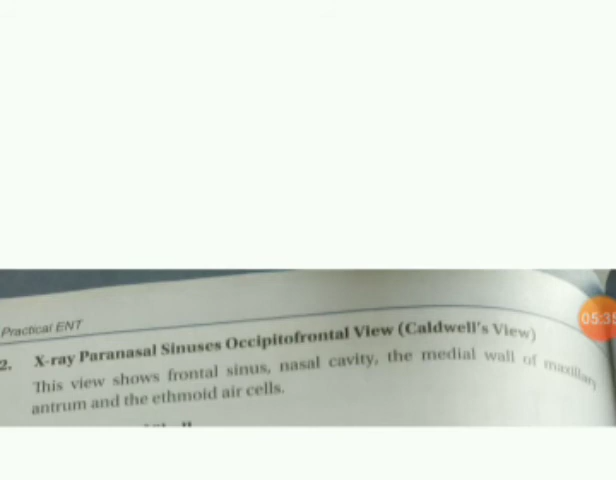 Practical ENT
05:35
2. X-ray Paranasal Sinuses Occipitofrontal View (Caldwell's View)
This view shows frontal sinus, nasal cavity, the medial wall of maxillary
antrum and the ethmoid air cells.